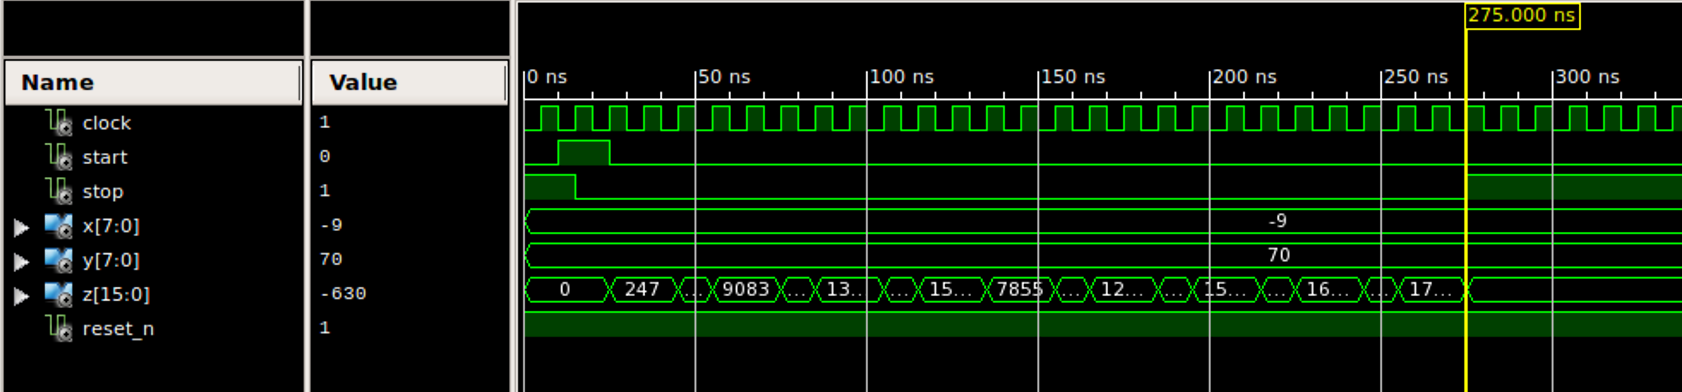 275.000 ns
Name Value 0 ns 50 ns 100 ns 150 ns 200 ns 250 ns 300 ns
clock 1
start 0
stop 1
x[7:0] -9 -9
y[7:0] 70 70
z[15:0] -630 0 247 ... 9083 ... 13... ... 15... 7855 ... 12... ... 15... ... 16... ... 17...
reset_n 1